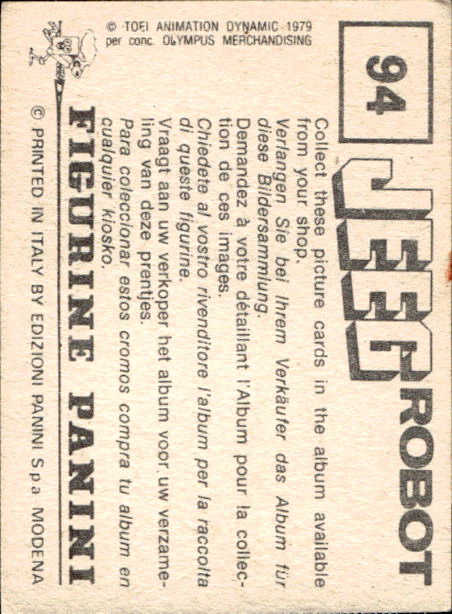 94
JEEG ROBOT
Collect these picture cards in the album available
from your shop.
Verlangen Sie bei Ihrem Verkäufer das Album für
diese Bildersammlung.
Demandez à votre détaillant l'Album pour la collec-
tion de ces images.
Chiedete al vostro rivenditore l'album per la raccolta
di queste figurine.
Vraagt aan uw verkoper het album voor uw verzame-
ling van deze prentjes.
Para coleccionar estos cromos compra tu album en
cualquier kiosko.
FIGURINE PANINI
© PRINTED IN ITALY BY EDIZIONI PANINI S.p.a MODENA
© TOEI ANIMATION DYNAMIC 1979
per conc. OLYMPUS MERCHANDISING